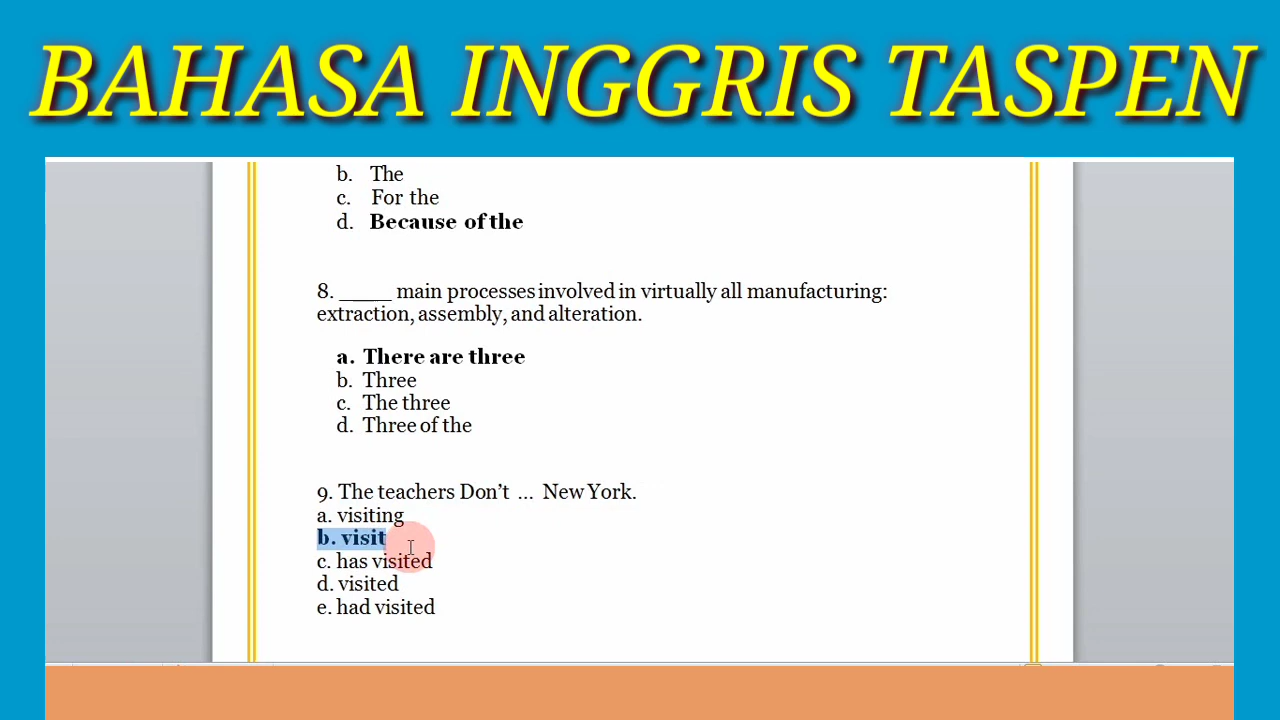 BAHASA INGGRIS TASPEN
b. The
c. For the
d. Because of the
8. _____ main processes involved in virtually all manufacturing:
extraction, assembly, and alteration.
a. There are three
b. Three
c. The three
d. Three of the
9. The teachers Don’t ... New York.
a. visiting
b. visit
c. has visited
d. visited
e. had visited